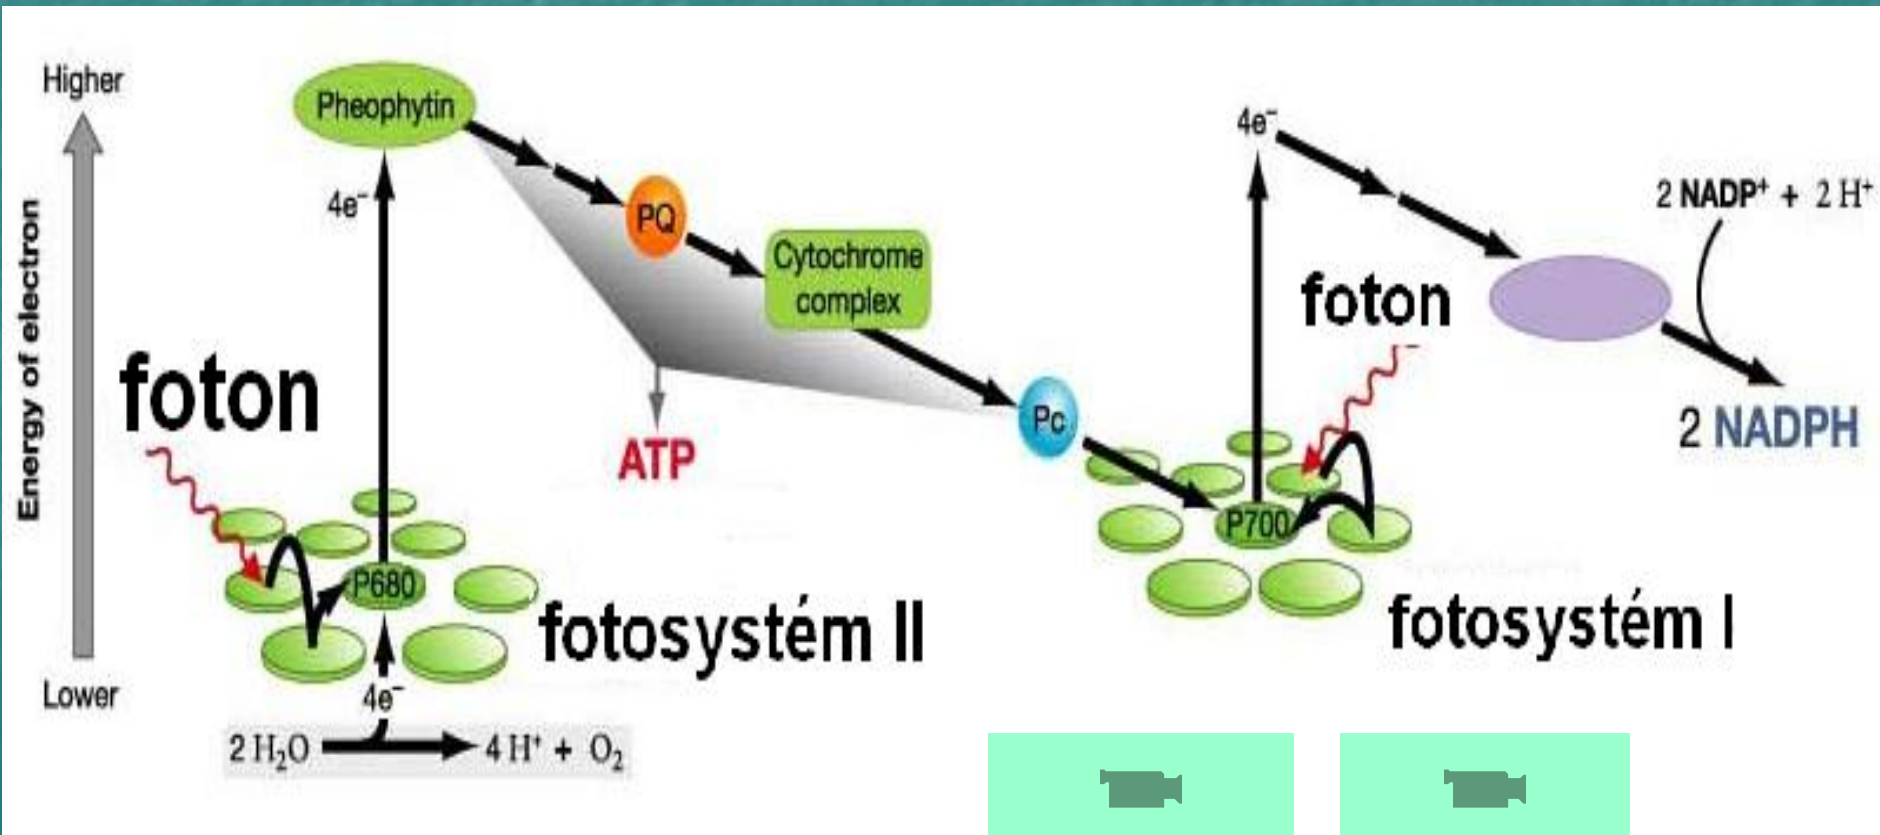 Higher
Energy of electron
Lower
Pheophytin
4e⁻
PQ
Cytochrome
complex
Pc
ATP
foton
P680
fotosystém II
4e⁻
2 H₂O
4 H⁺ + O₂
4e⁻
foton
P700
fotosystém I
2 NADP⁺ + 2 H⁺
2 NADPH